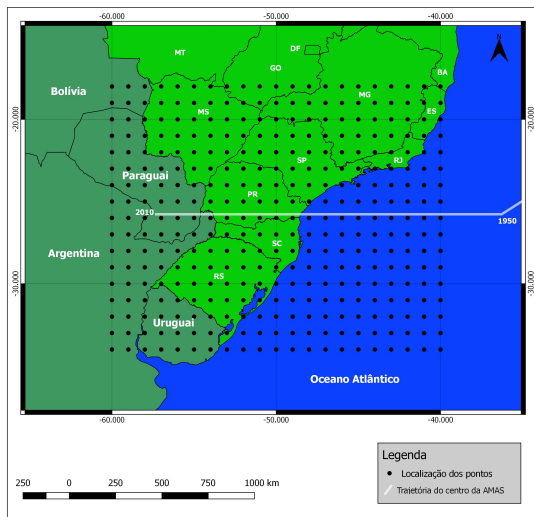 -60.000 -50.000 -40.000
MT
DF
GO
BA
Bolívia
MG
MS
ES
-20.000 -20.000
SP
RJ
Paraguai
PR
2010
1950
SC
Argentina
RS
-30.000 -30.000
Uruguai
Oceano Atlântico
-60.000 -50.000 -40.000
Legenda
Localização dos pontos
Trajetória do centro da AMAS
250 0 250 500 750 1000 km